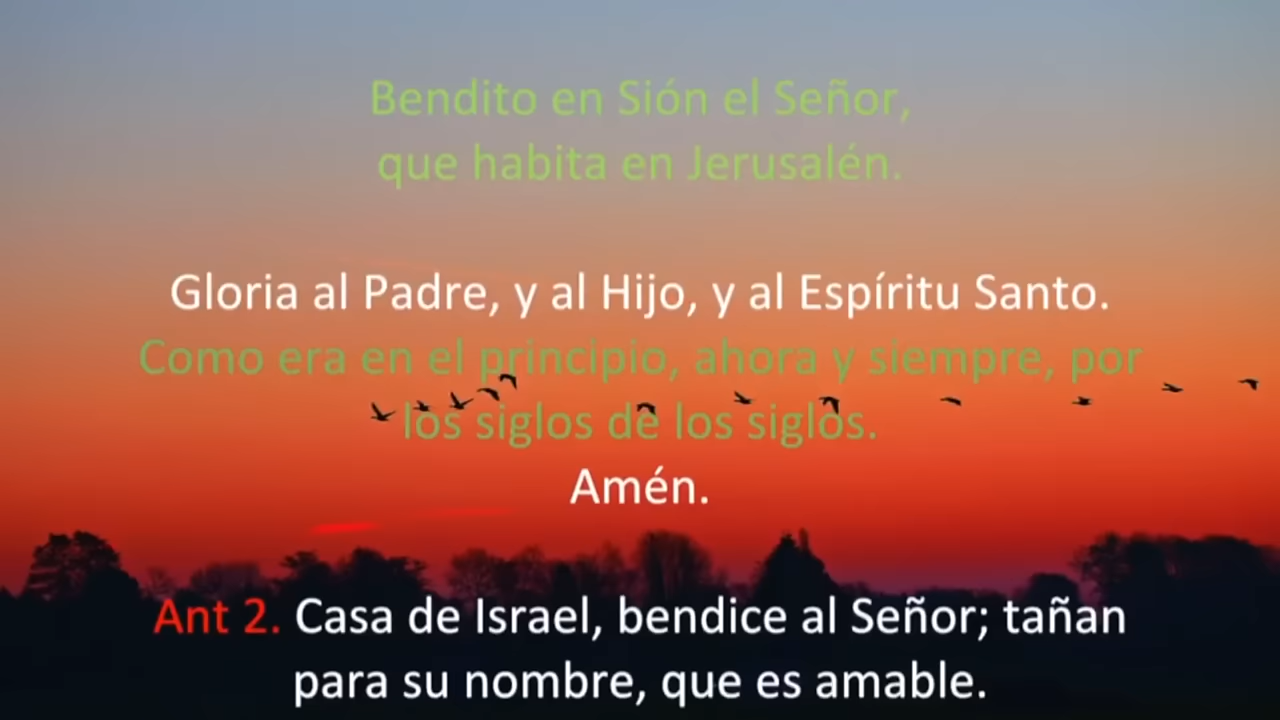 Bendito en Sión el Señor,
que habita en Jerusalén.
Gloria al Padre, y al Hijo, y al Espíritu Santo.
Como era en el principio, ahora y siempre, por
los siglos de los siglos.
Amén.
Ant 2. Casa de Israel, bendice al Señor; tañan
para su nombre, que es amable.